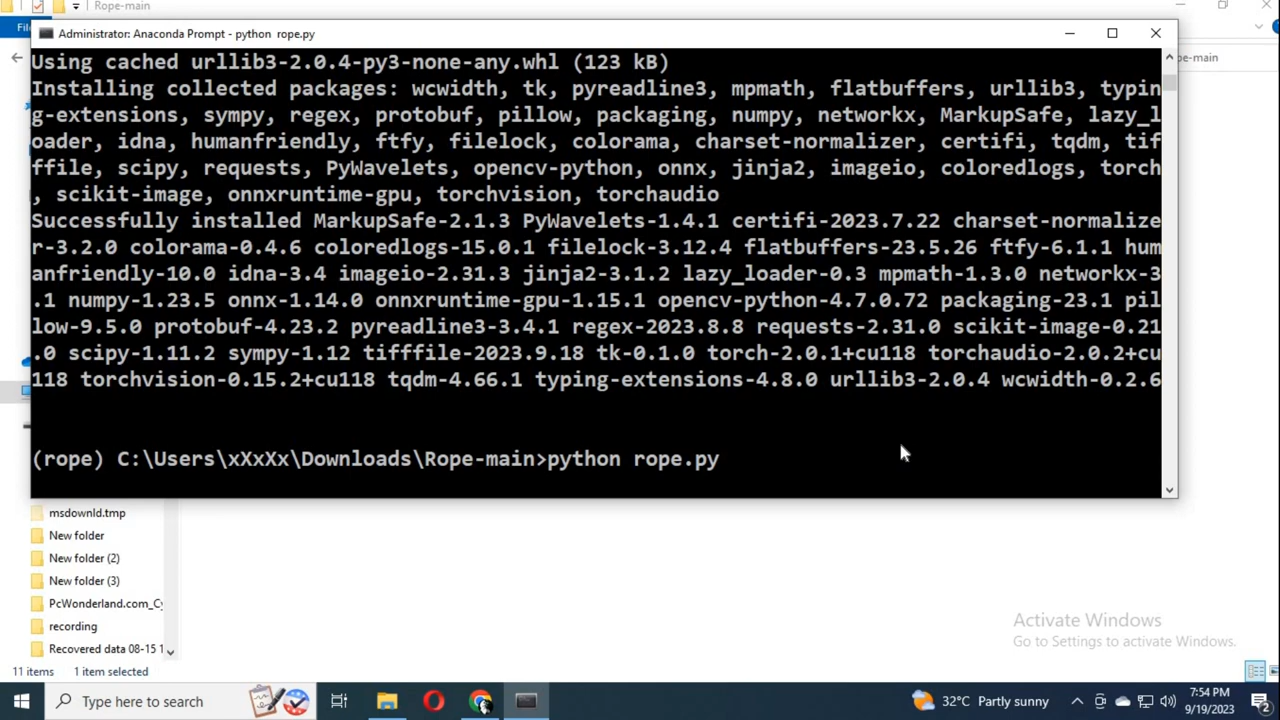 Rope-main
Fil
Administrator: Anaconda Prompt - python rope.py
pe-main
Using cached urllib3-2.0.4-py3-none-any.whl (123 kB)
Installing collected packages: wcwidth, tk, pyreadline3, mpmath, flatbuffers, urllib3, typin
g-extensions, sympy, regex, protobuf, pillow, packaging, numpy, networkx, MarkupSafe, lazy_l
oader, idna, humanfriendly, ftfy, filelock, colorama, charset-normalizer, certifi, tqdm, tif
ffile, scipy, requests, PyWavelets, opencv-python, onnx, jinja2, imageio, coloredlogs, torch
, scikit-image, onnxruntime-gpu, torchvision, torchaudio
Successfully installed MarkupSafe-2.1.3 PyWavelets-1.4.1 certifi-2023.7.22 charset-normalize
r-3.2.0 colorama-0.4.6 coloredlogs-15.0.1 filelock-3.12.4 flatbuffers-23.5.26 ftfy-6.1.1 hum
anfriendly-10.0 idna-3.4 imageio-2.31.3 jinja2-3.1.2 lazy_loader-0.3 mpmath-1.3.0 networkx-3
.1 numpy-1.23.5 onnx-1.14.0 onnxruntime-gpu-1.15.1 opencv-python-4.7.0.72 packaging-23.1 pil
low-9.5.0 protobuf-4.23.2 pyreadline3-3.4.1 regex-2023.8.8 requests-2.31.0 scikit-image-0.21
.0 scipy-1.11.2 sympy-1.12 tifffile-2023.9.18 tk-0.1.0 torch-2.0.1+cu118 torchaudio-2.0.2+cu
118 torchvision-0.15.2+cu118 tqdm-4.66.1 typing-extensions-4.8.0 urllib3-2.0.4 wcwidth-0.2.6
(rope) C:\Users\xXxXx\Downloads\Rope-main>python rope.py
msdownld.tmp
New folder
New folder (2)
New folder (3)
PcWonderland.com_Cy
recording
Recovered data 08-15 1
Activate Windows
Go to Settings to activate Windows.
11 items 1 item selected
Type here to search
32°C Partly sunny
7:54 PM
9/19/2023
2